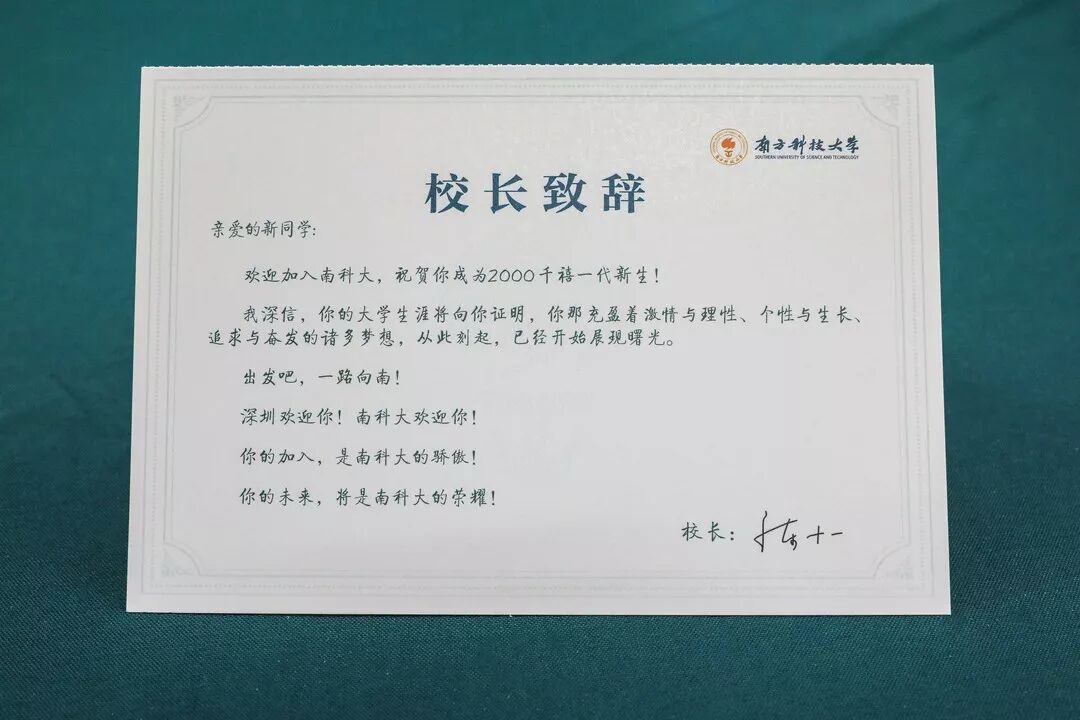 南方科技大学
SOUTHERN UNIVERSITY OF SCIENCE AND TECHNOLOGY
校长致辞
亲爱的新同学:
欢迎加入南科大，祝贺你成为2000千禧一代新生！
我深信，你的大学生涯将向你证明，你那充盈着激情与理性、个性与生长、
追求与奋发的诸多梦想，从此刻起，已经开始展现曙光。
出发吧，一路向南！
深圳欢迎你！南科大欢迎你！
你的加入，是南科大的骄傲！
你的未来，将是南科大的荣耀！
校长：陈十一